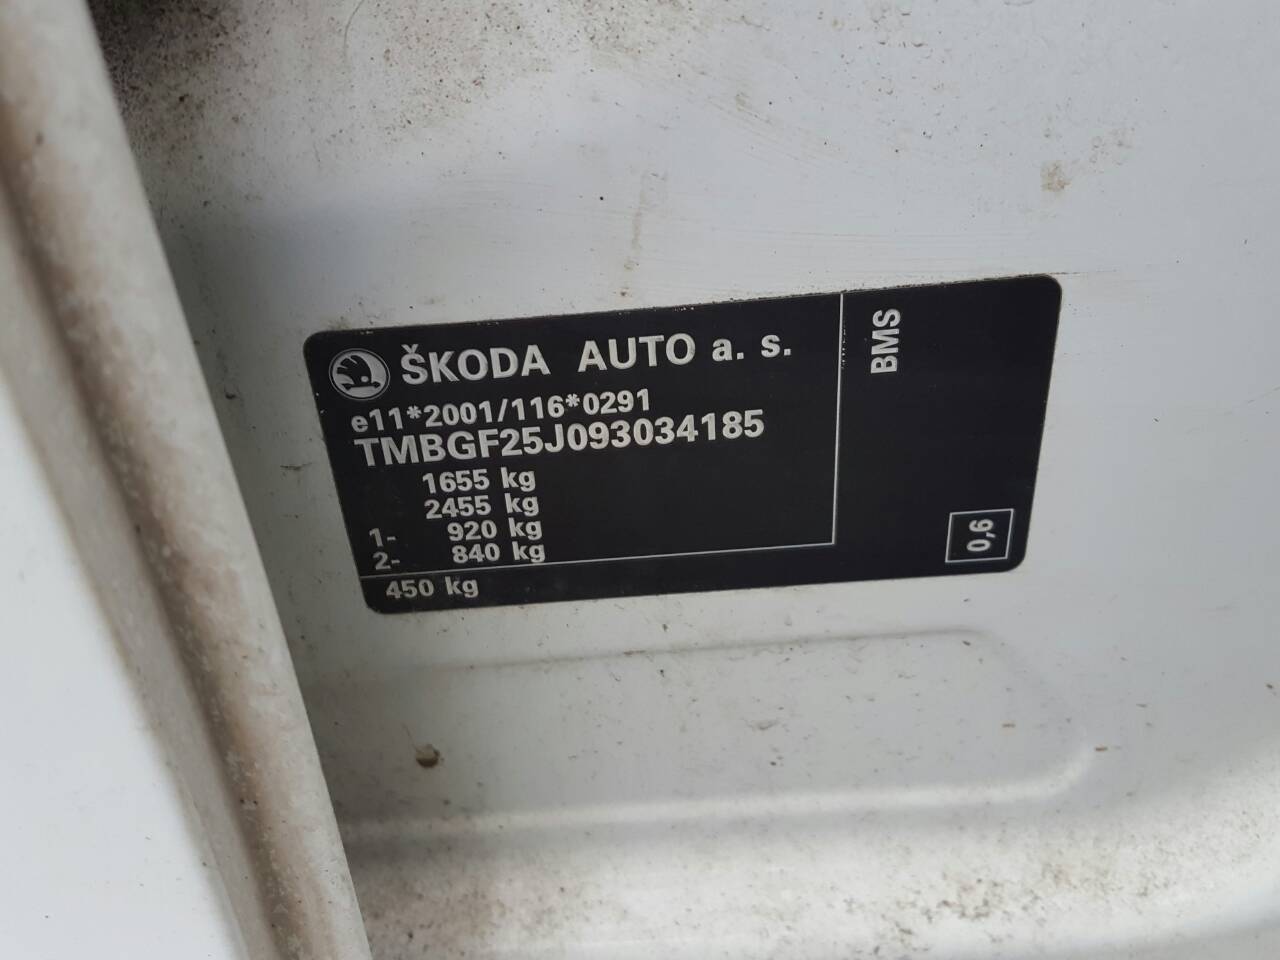 ŠKODA AUTO a. s.
e11*2001/116*0291
TMBGF25J093034185
1655 kg
2455 kg
1- 920 kg
2- 840 kg
450 kg
BMS
0,6